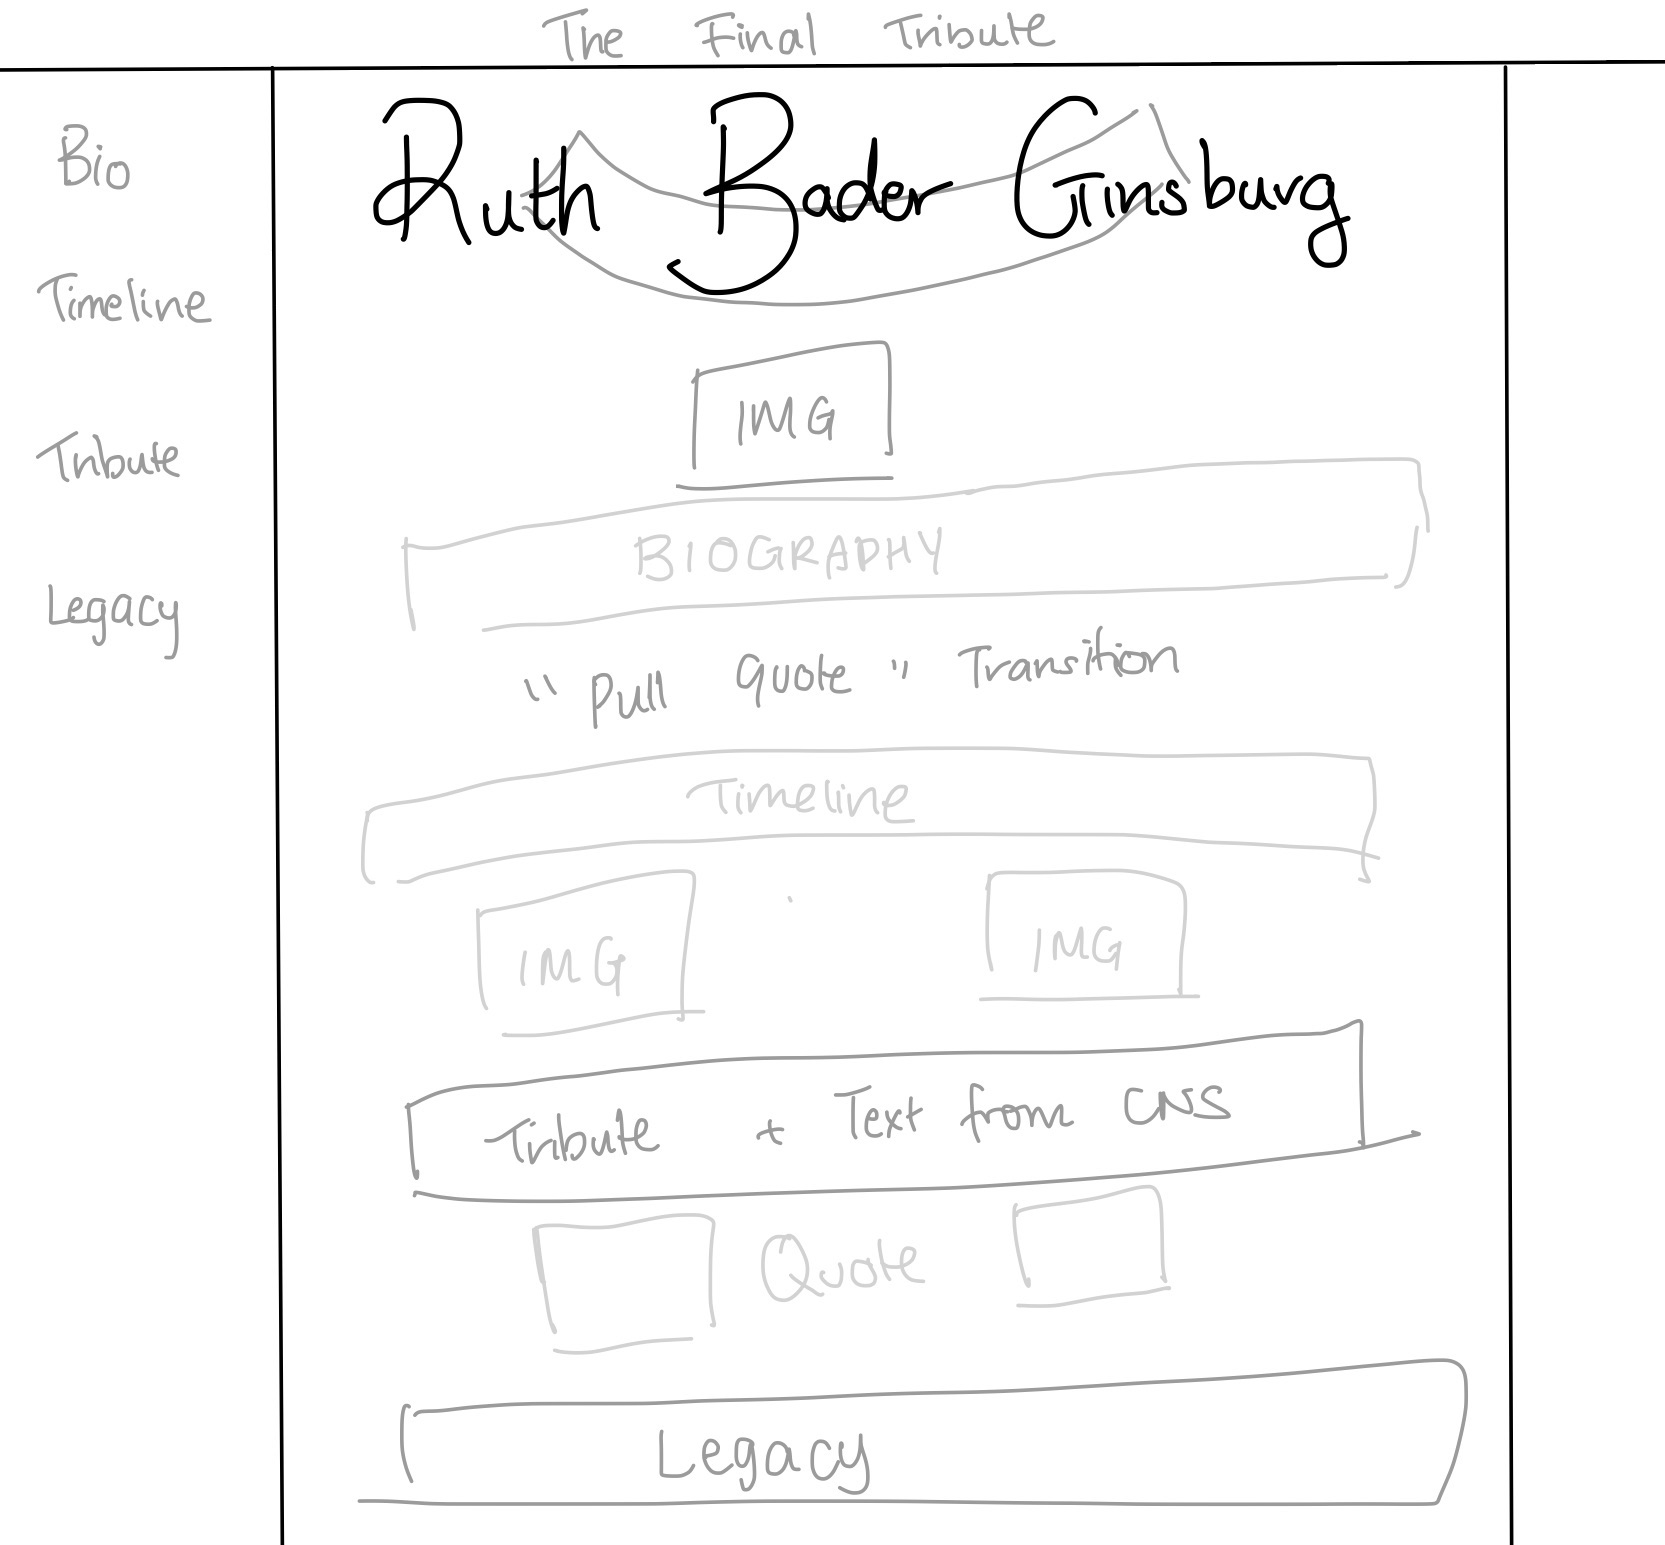 The Final Tribute
Bio
Timeline
Tribute
Legacy
Ruth Bader Ginsburg
IMG
BIOGRAPHY
"Pull Quote" Transition
Timeline
IMG IMG
Tribute + Text from CNS
Quote
Legacy